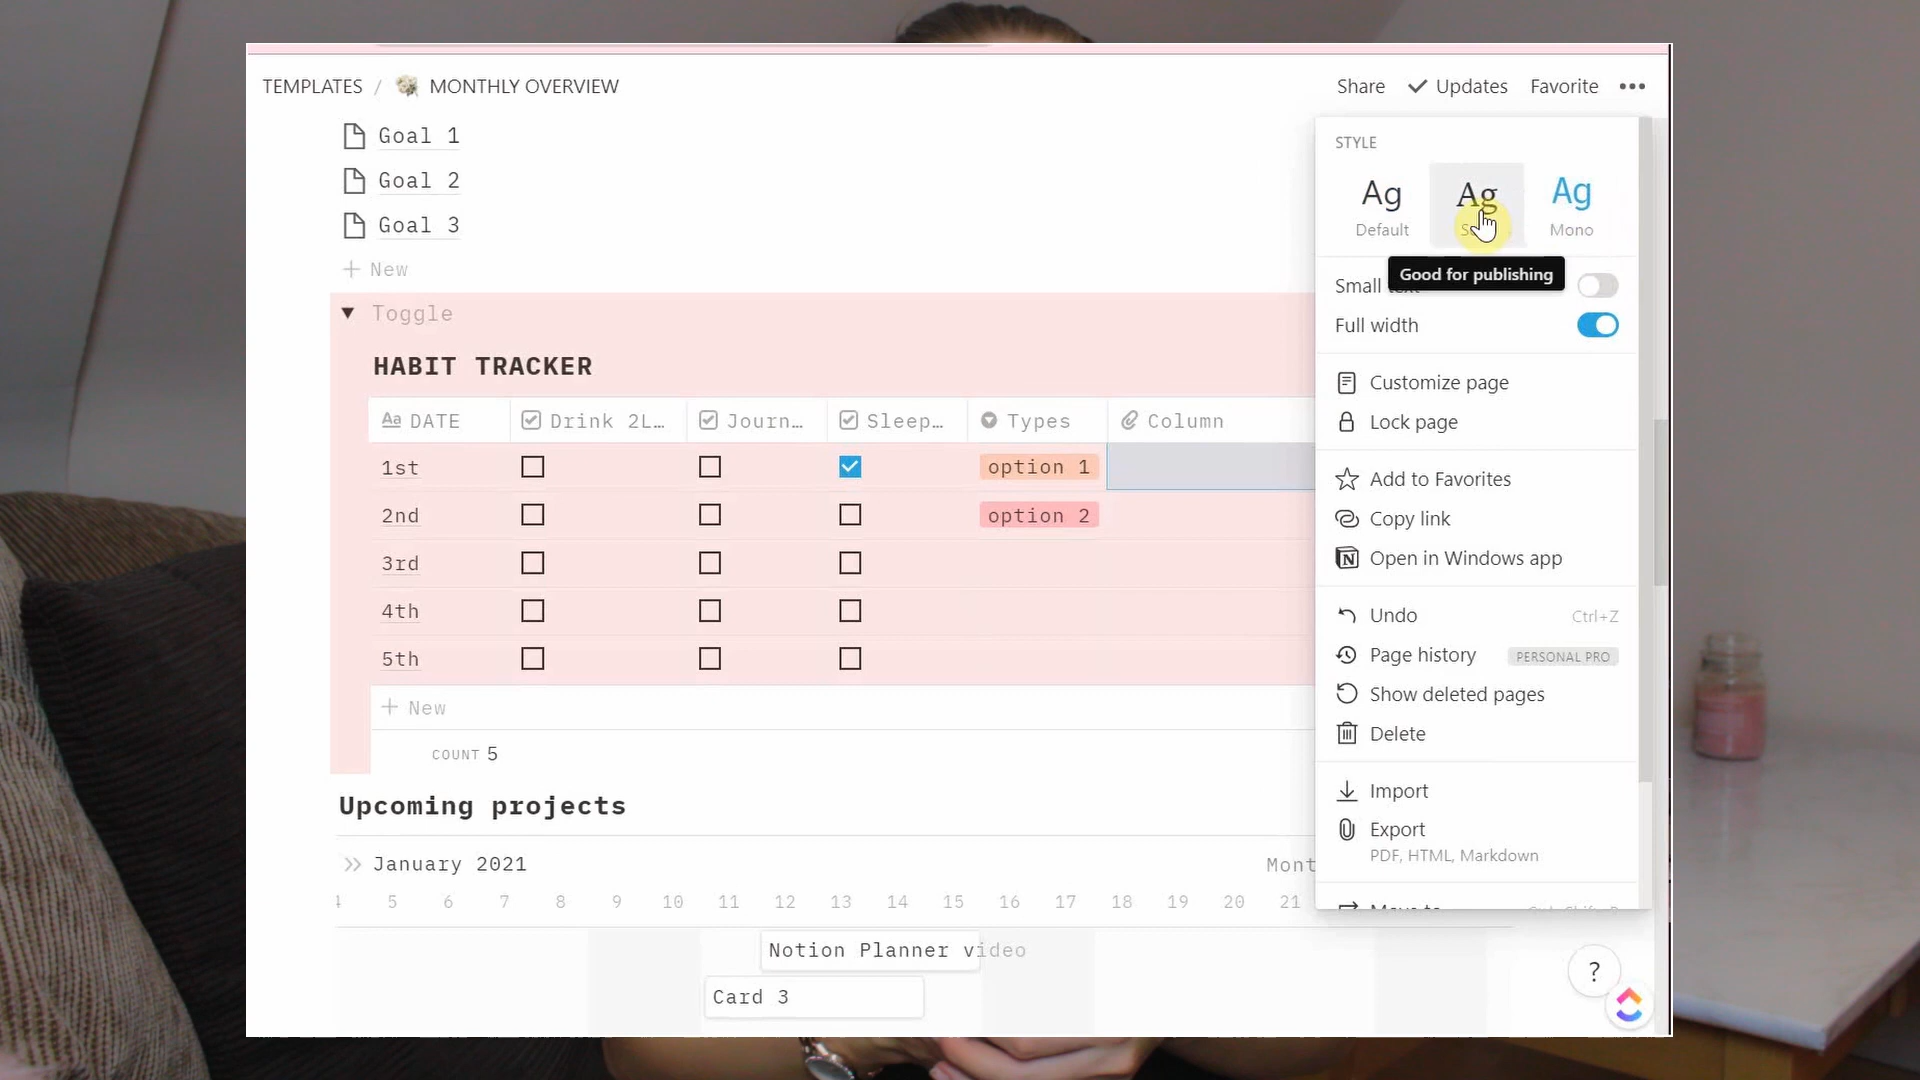 TEMPLATES / MONTHLY OVERVIEW
Share Updates Favorite •••
Goal 1
Goal 2
Goal 3
+ New
Toggle
HABIT TRACKER
Aa DATE Drink 2L… Journ… Sleep… Types Column
1st option 1
2nd option 2
3rd
4th
5th
+ New
COUNT 5
Upcoming projects
January 2021
4 5 6 7 8 9 10 11 12 13 14 15 16 17 18 19 20 21
Notion Planner video
Card 3
STYLE
Ag Ag Ag
Default Mono
Good for publishing
Small text
Full width
Customize page
Lock page
Add to Favorites
Copy link
Open in Windows app
Undo Ctrl+Z
Page history PERSONAL PRO
Show deleted pages
Delete
Import
Export
PDF, HTML, Markdown
Move to
?